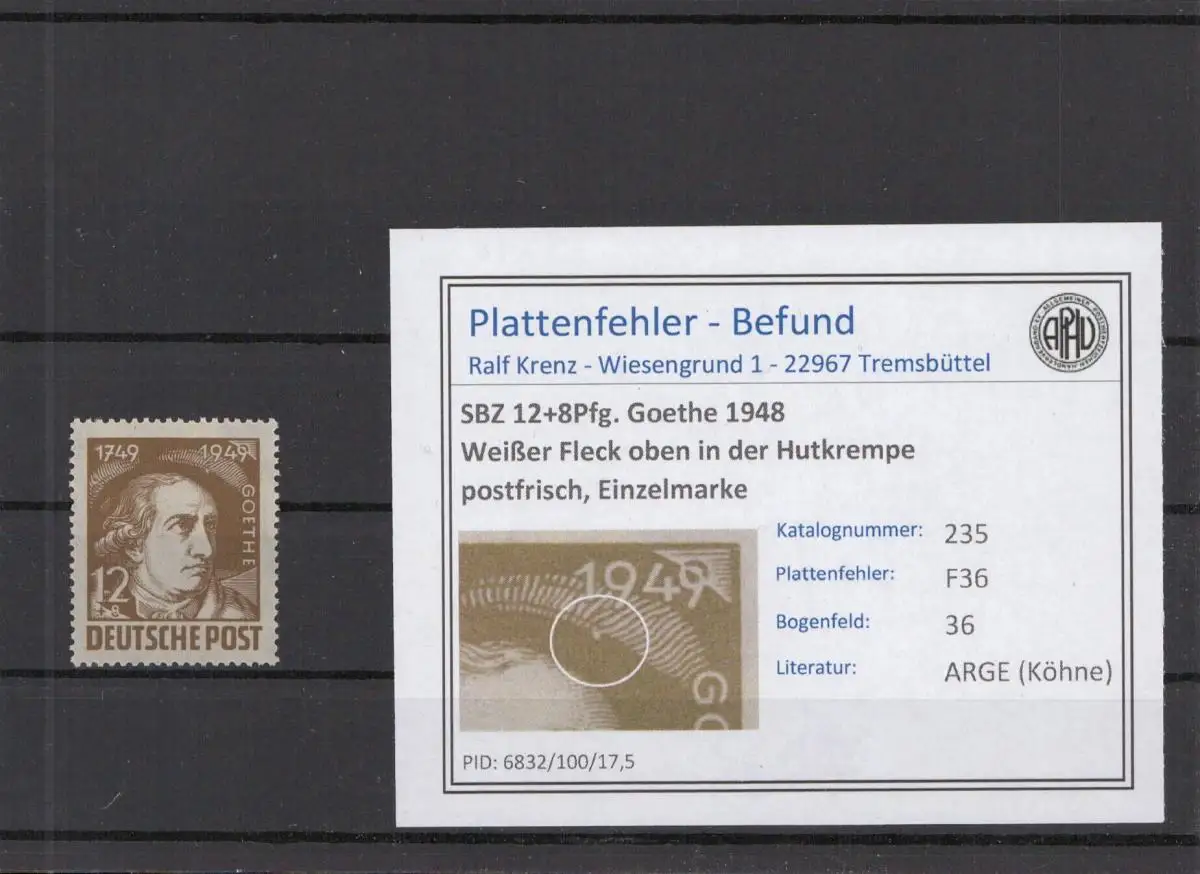 1749 1949
GOETHE
12
+8
DEUTSCHE POST
Plattenfehler - Befund
Ralf Krenz - Wiesengrund 1 - 22967 Tremsbüttel
APHV
SBZ 12+8Pfg. Goethe 1948
Weißer Fleck oben in der Hutkrempe
postfrisch, Einzelmarke
1949
GO
Katalognummer: 235
Plattenfehler: F36
Bogenfeld: 36
Literatur: ARGE (Köhne)
PID: 6832/100/17,5